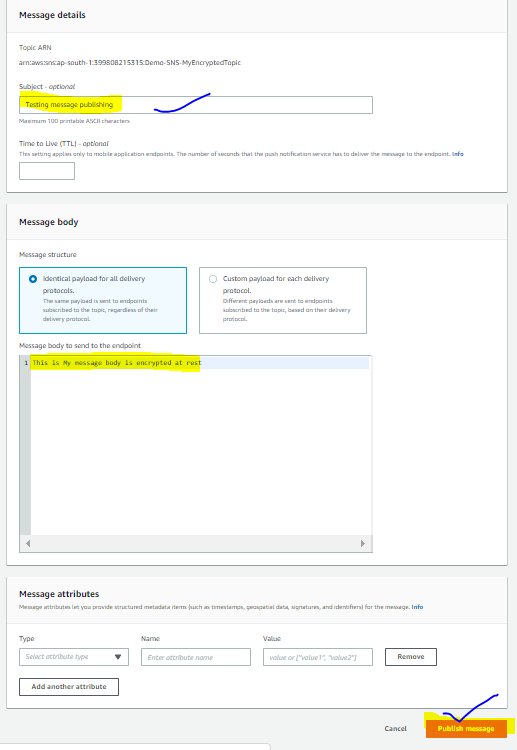 Message details
Topic ARN
arn:aws:sns:ap-south-1:399808215315:Demo-SNS-MyEncryptedTopic
Subject - optional
Testing message publishing
Maximum 100 printable ASCII characters
Time to Live (TTL) - optional
This setting applies only to mobile application endpoints. The number of seconds that the push notification service has to deliver the message to the endpoint. Info
Message body
Message structure
Identical payload for all delivery
protocols.
The same payload is sent to endpoints
subscribed to the topic, regardless of their
delivery protocol.
Custom payload for each delivery
protocol.
Different payloads are sent to endpoints
subscribed to the topic, based on their delivery
protocol.
Message body to send to the endpoint
1 This is My message body is encrypted at rest
Message attributes
Message attributes let you provide structured metadata items (such as timestamps, geospatial data, signatures, and identifiers) for the message. Info
Type Name Value
Select attribute type Enter attribute name value or ["value1", "value2"] Remove
Add another attribute
Cancel Publish message